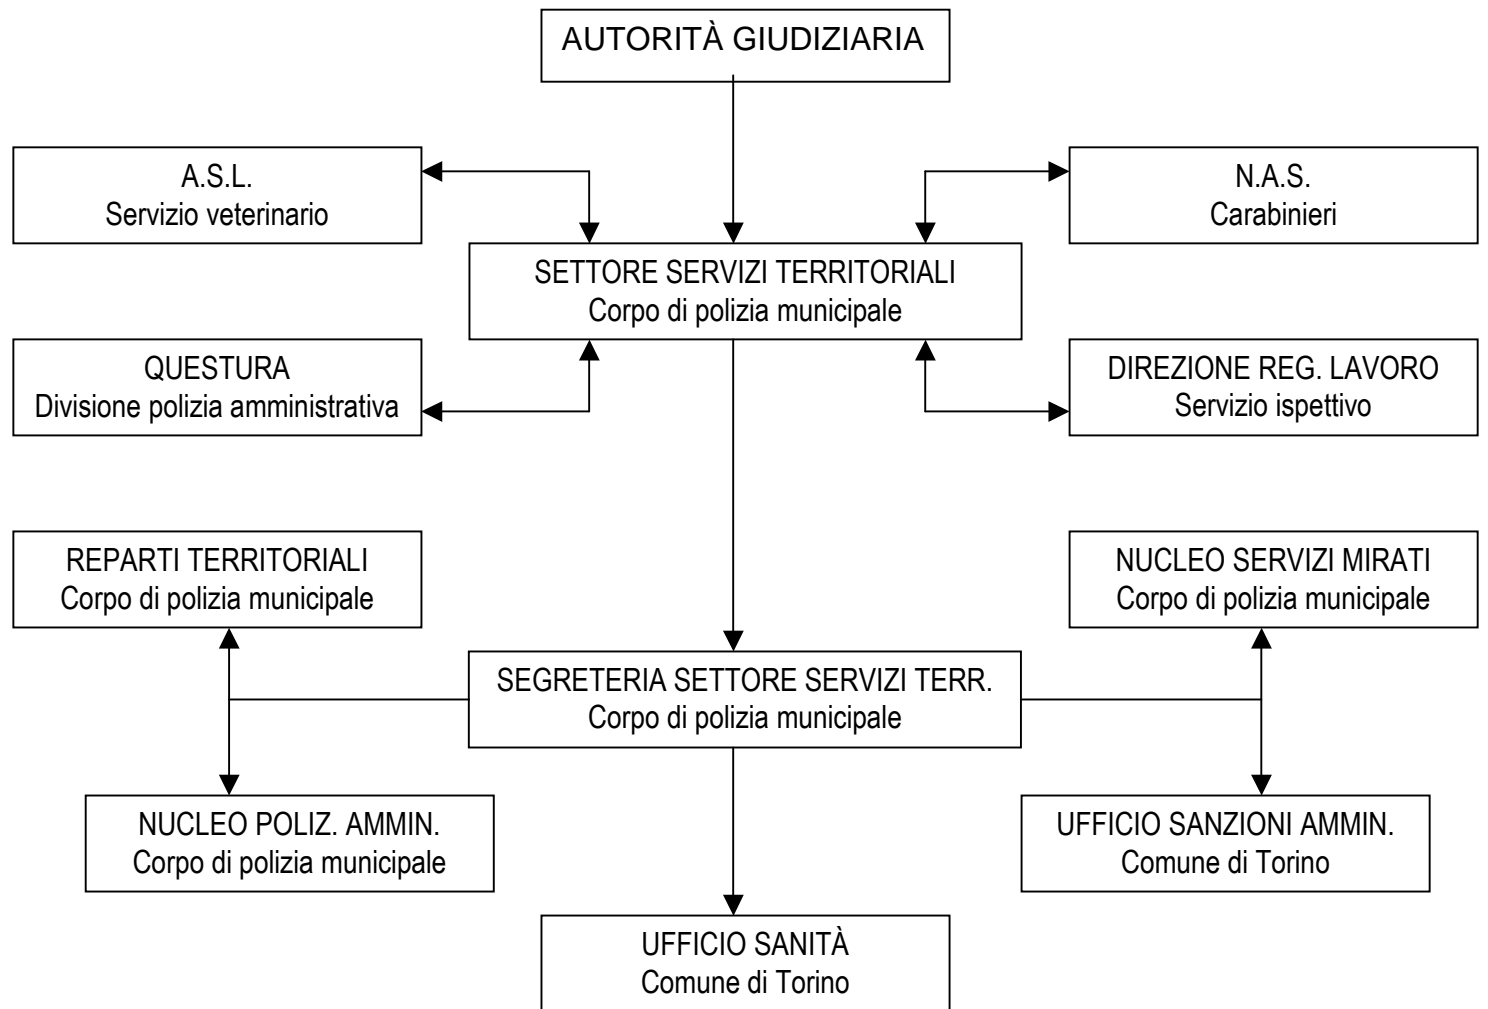 AUTORITÀ GIUDIZIARIA
A.S.L.
Servizio veterinario
N.A.S.
Carabinieri
SETTORE SERVIZI TERRITORIALI
Corpo di polizia municipale
QUESTURA
Divisione polizia amministrativa
DIREZIONE REG. LAVORO
Servizio ispettivo
REPARTI TERRITORIALI
Corpo di polizia municipale
NUCLEO SERVIZI MIRATI
Corpo di polizia municipale
SEGRETERIA SETTORE SERVIZI TERR.
Corpo di polizia municipale
NUCLEO POLIZ. AMMIN.
Corpo di polizia municipale
UFFICIO SANZIONI AMMIN.
Comune di Torino
UFFICIO SANITÀ
Comune di Torino